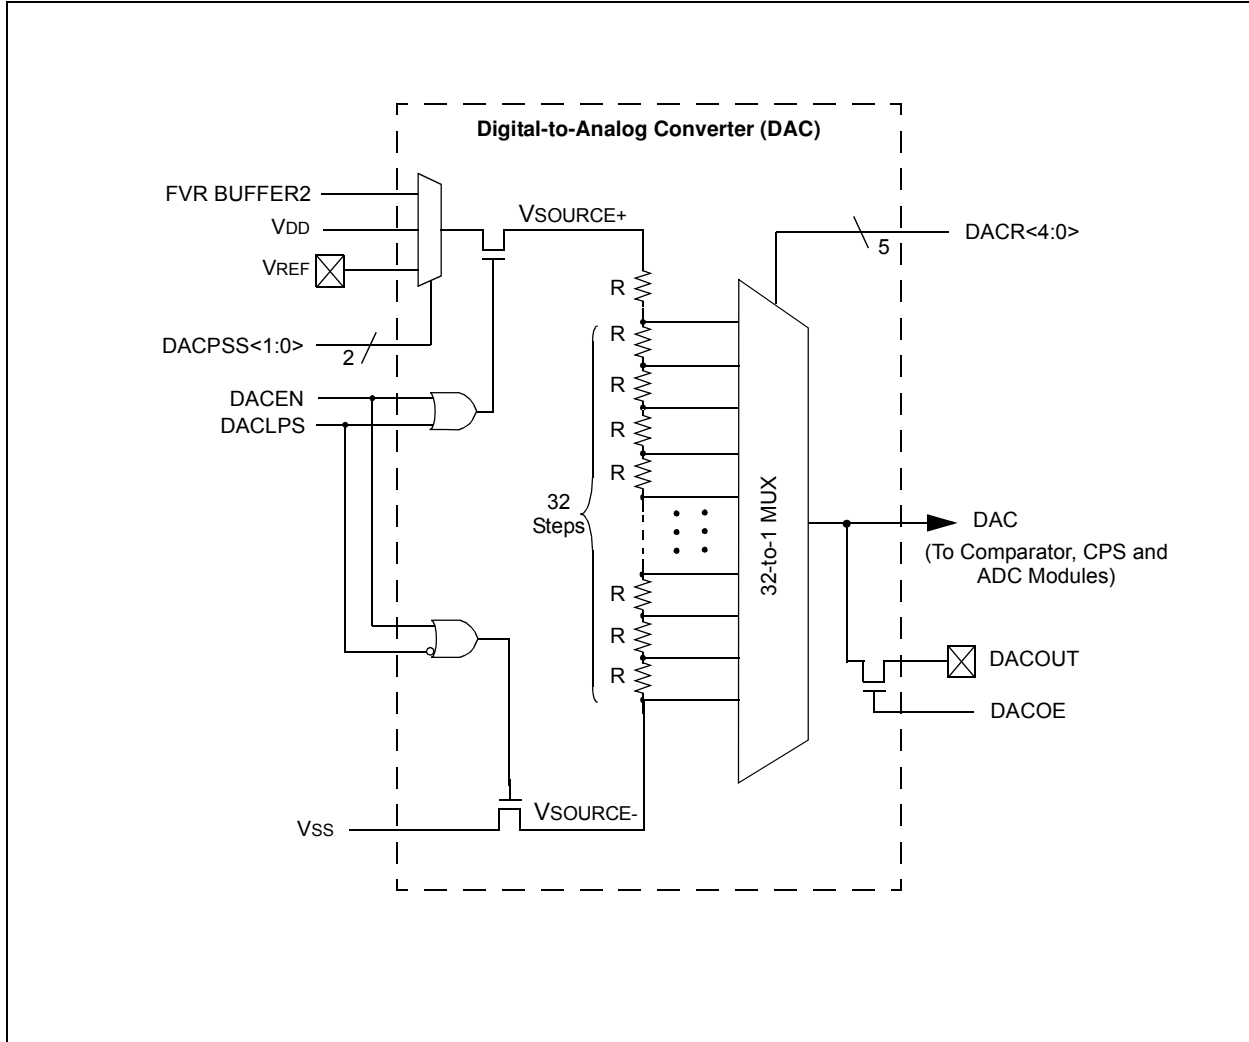 Digital-to-Analog Converter (DAC)
FVR BUFFER2
VDD
VREF
DACPSS<1:0>
2
DACEN
DACLPS
VSOURCE+
R
R
R
R
R
32
Steps
R
R
R
VSOURCE-
VSS
32-to-1 MUX
5
DACR<4:0>
DAC
(To Comparator, CPS and
ADC Modules)
DACOUT
DACOE